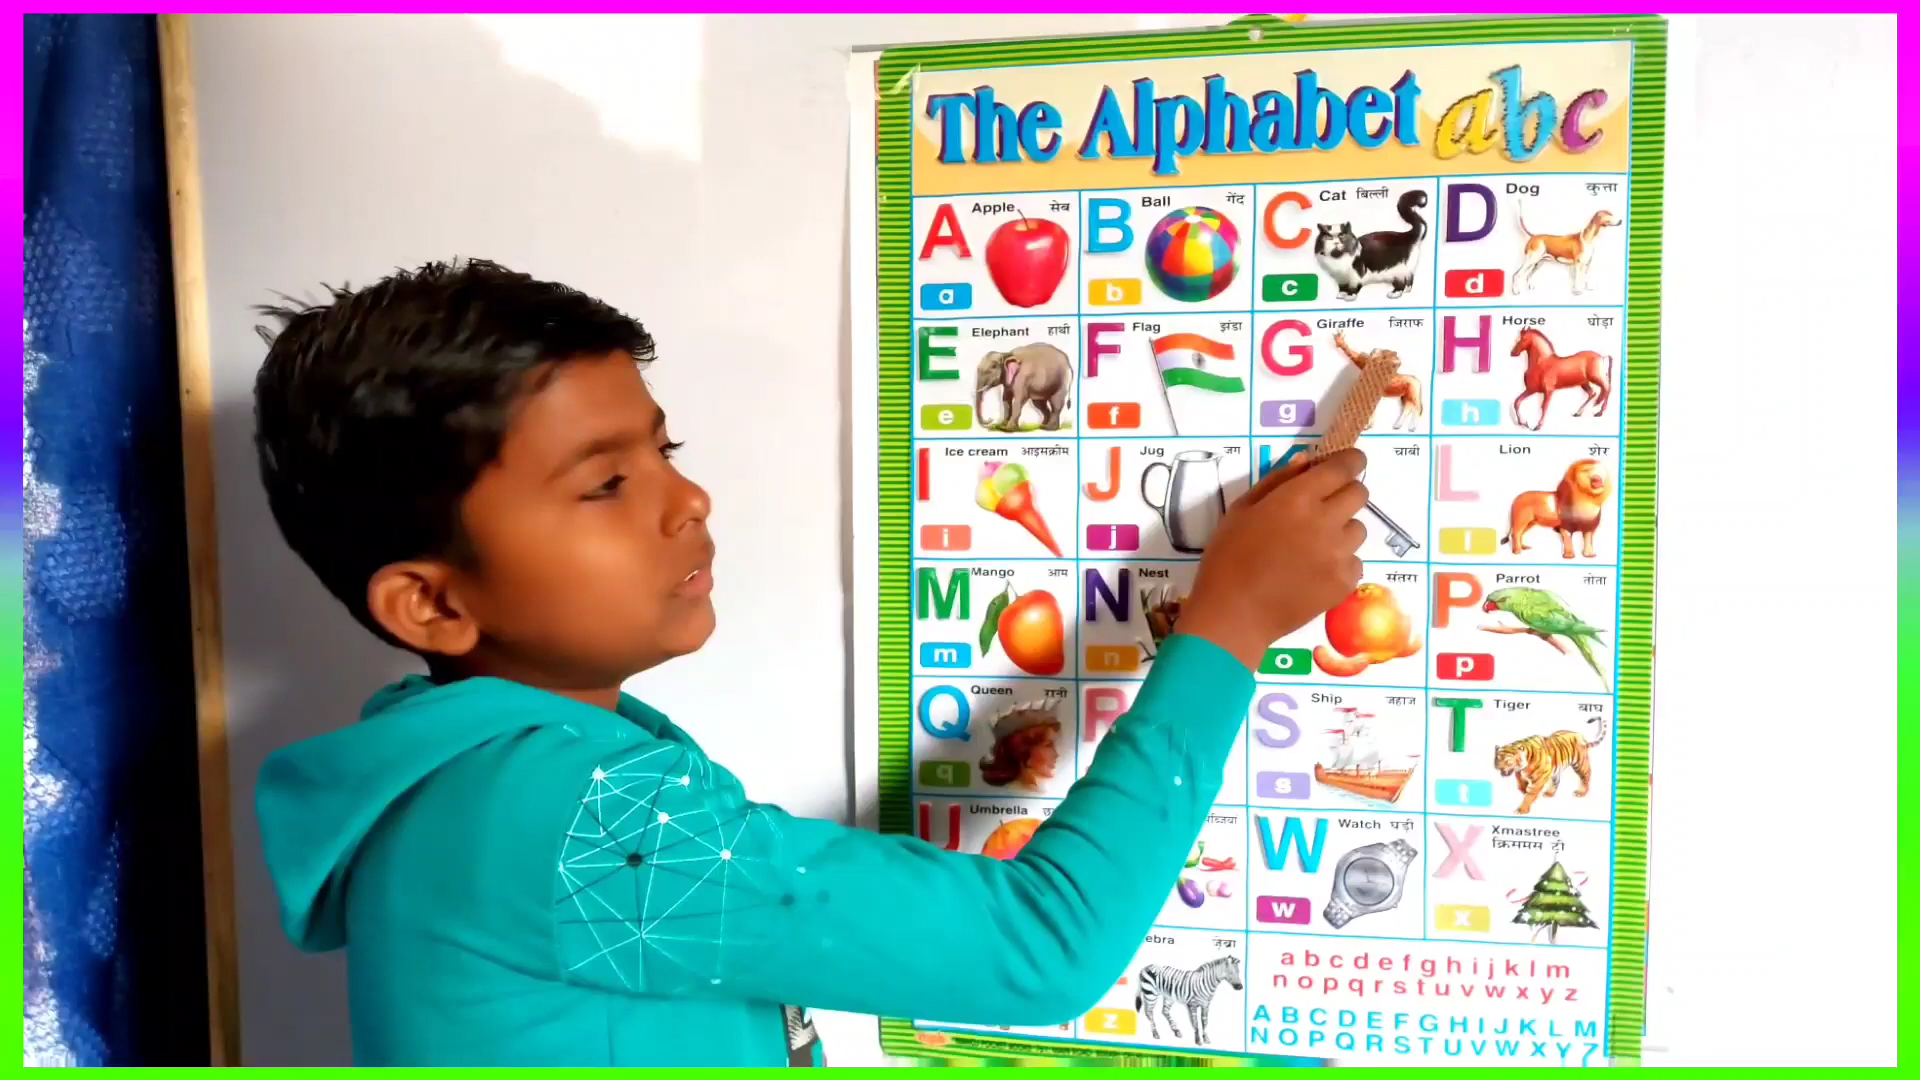 The Alphabet abc
A Apple सेब a
B Ball गेंद b
C Cat बिल्ली c
D Dog कुत्ता d
E Elephant हाथी e
F Flag झंडा f
G Giraffe जिराफ g
H Horse घोड़ा h
I Ice cream आइसक्रीम i
J Jug जग j
K चाबी
L Lion शेर l
M Mango आम m
N Nest n
संतरा o
P Parrot तोता p
Q Queen रानी q
R
S Ship जहाज s
T Tiger बाघ t
U Umbrella
W Watch घड़ी w
X Xmastree
क्रिसमस ट्री
x
ज़ेब्रा z
a b c d e f g h i j k l m
n o p q r s t u v w x y z
A B C D E F G H I J K L M
N O P Q R S T U V W X Y Z